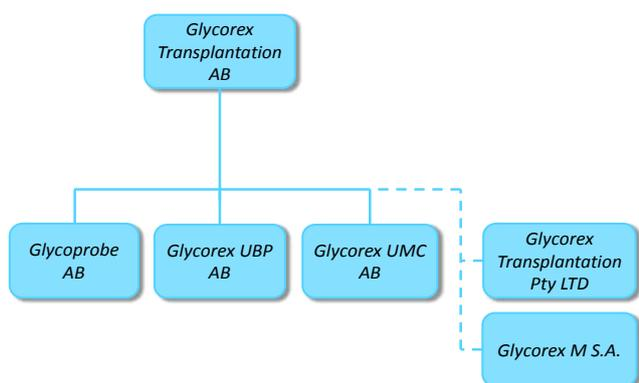 Glycorex
Transplantation
AB
Glycoprobe
AB
Glycorex UBP
AB
Glycorex UMC
AB
Glycorex
Transplantation
Pty LTD
Glycorex M S.A.